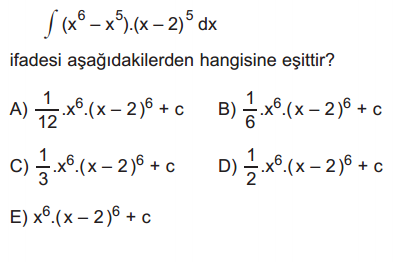 ∫ (x⁶ – x⁵).(x – 2)⁵ dx
ifadesi aşağıdakilerden hangisine eşittir?
A) 1/12 .x⁶.(x – 2)⁶ + c B) 1/6 .x⁶.(x – 2)⁶ + c
C) 1/3 .x⁶.(x – 2)⁶ + c D) 1/2 .x⁶.(x – 2)⁶ + c
E) x⁶.(x – 2)⁶ + c